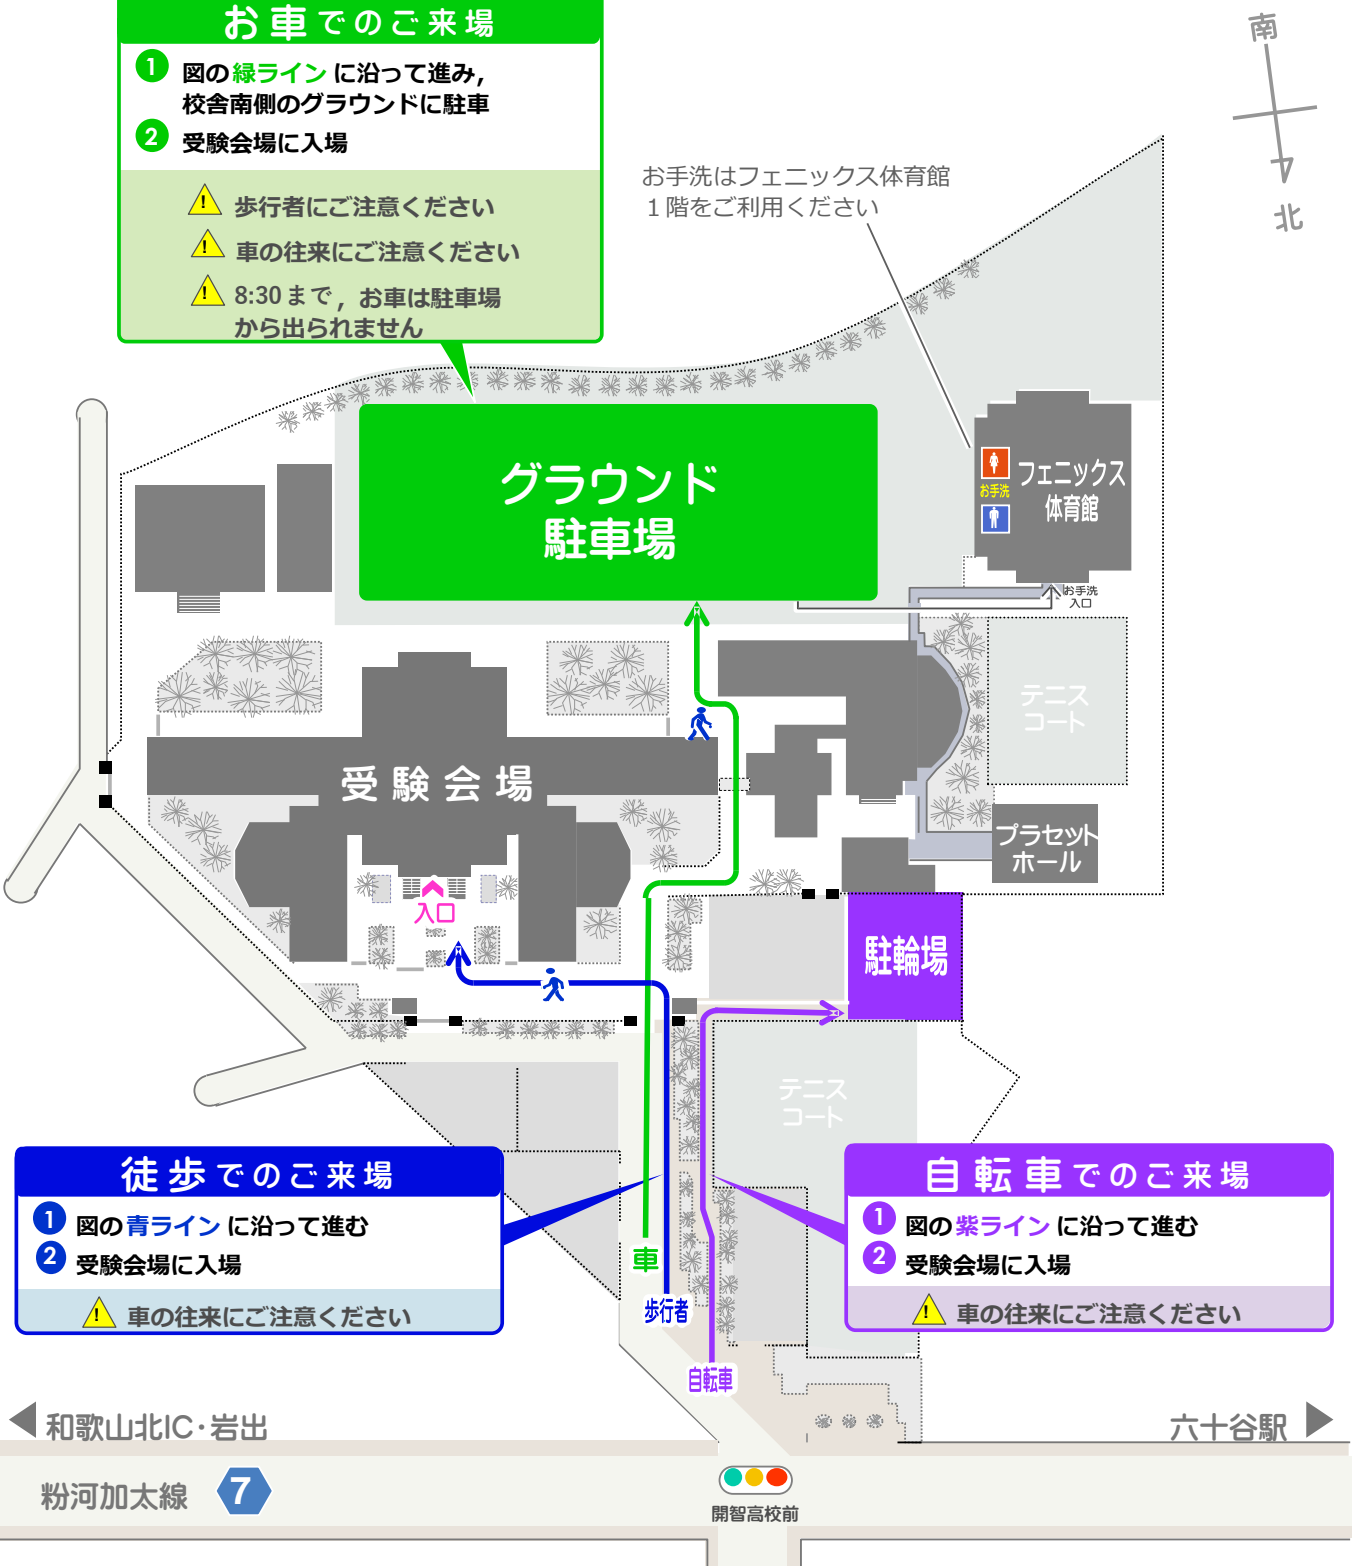 お車でのご来場
1 図の緑ラインに沿って進み,
校舎南側のグラウンドに駐車
2 受験会場に入場
! 歩行者にご注意ください
! 車の往来にご注意ください
! 8:30まで，お車は駐車場
から出られません
南
北
お手洗はフェニックス体育館
１階をご利用ください
グラウンド
駐車場
お手洗
フェニックス
体育館
お手洗
入口
テニス
コート
受験会場
プラセット
ホール
入口
駐輪場
テニス
コート
徒歩でのご来場
1 図の青ラインに沿って進む
2 受験会場に入場
! 車の往来にご注意ください
自転車でのご来場
1 図の紫ラインに沿って進む
2 受験会場に入場
! 車の往来にご注意ください
車
歩行者
自転車
和歌山北IC・岩出
六十谷駅
粉河加太線 7
開智高校前